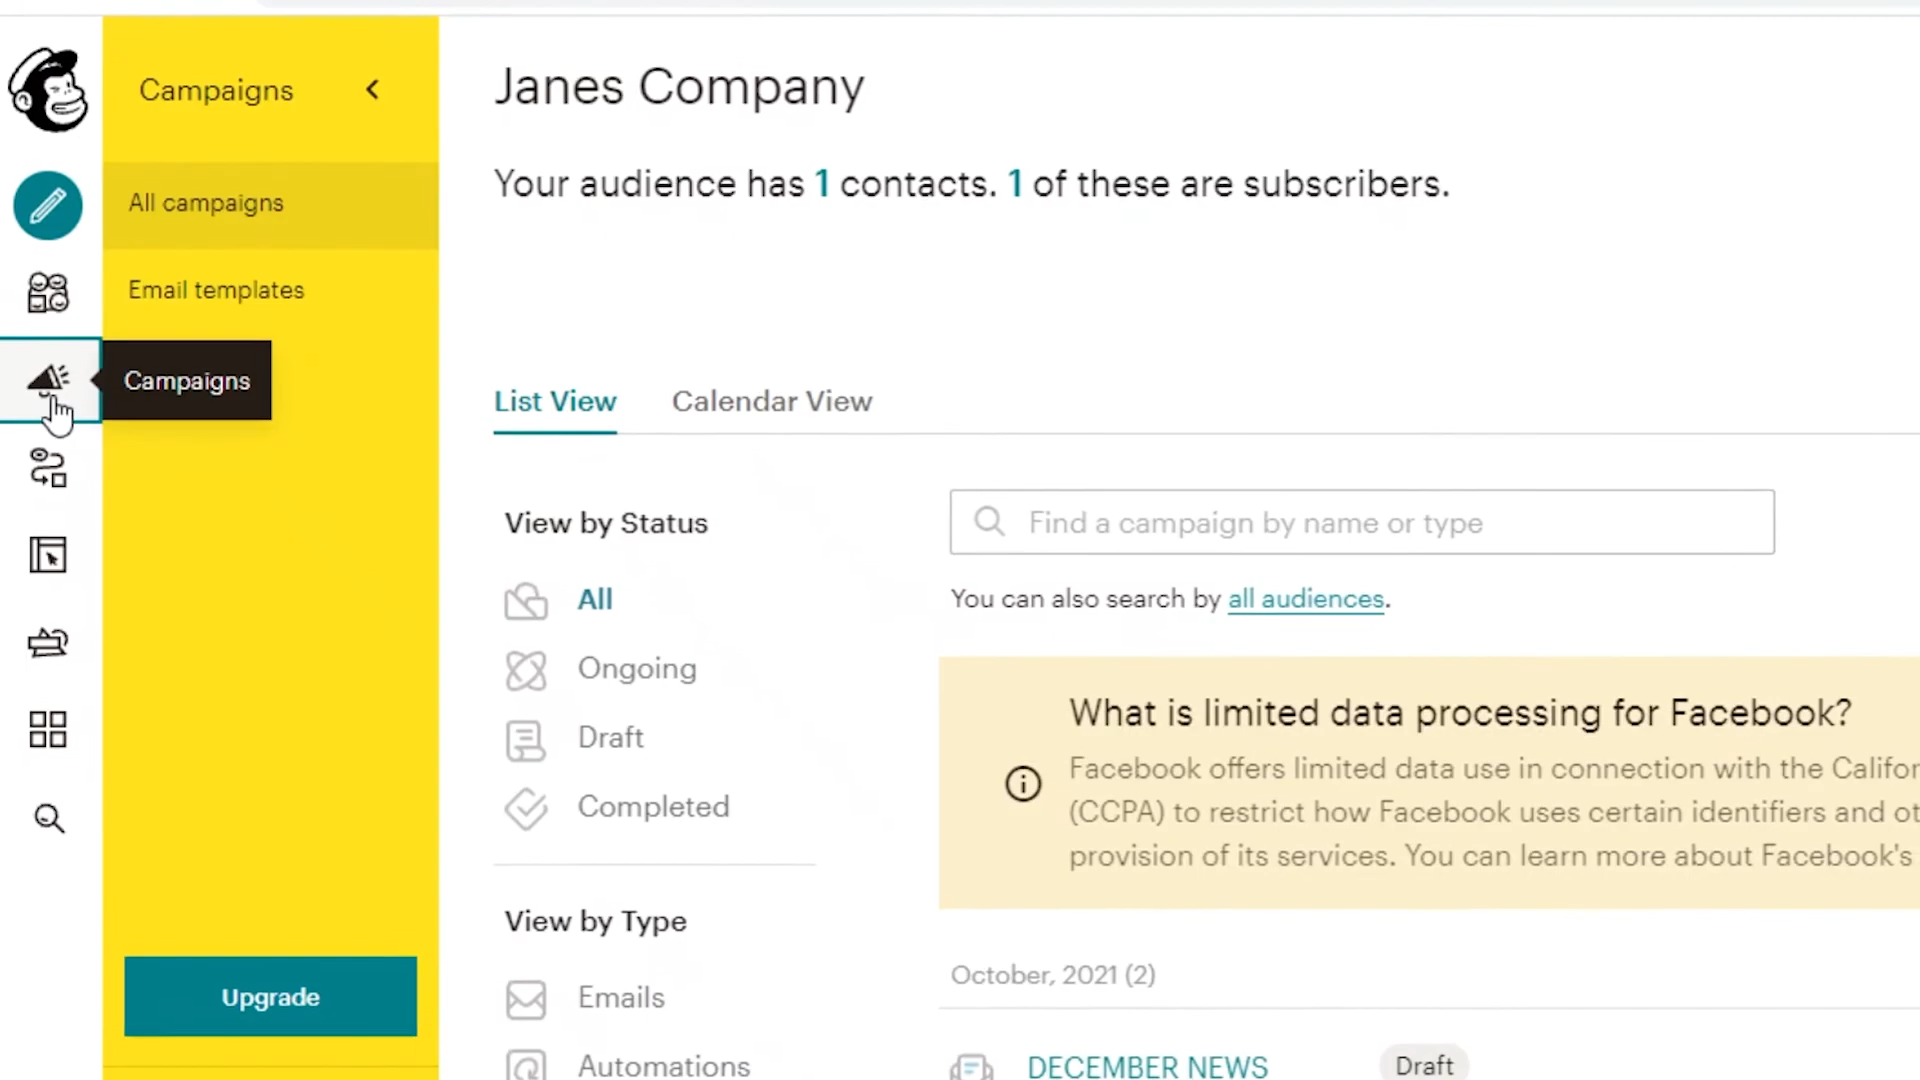 Campaigns
All campaigns
Email templates
Campaigns
Upgrade
Janes Company
Your audience has 1 contacts. 1 of these are subscribers.
List View
Calendar View
View by Status
All
Ongoing
Draft
Completed
View by Type
Emails
Automations
Find a campaign by name or type
You can also search by all audiences.
What is limited data processing for Facebook?
Facebook offers limited data use in connection with the
(CCPA) to restrict how Facebook uses certain identifiers and
provision of its services. You can learn more about Facebook's
October, 2021 (2)
DECEMBER NEWS
Draft